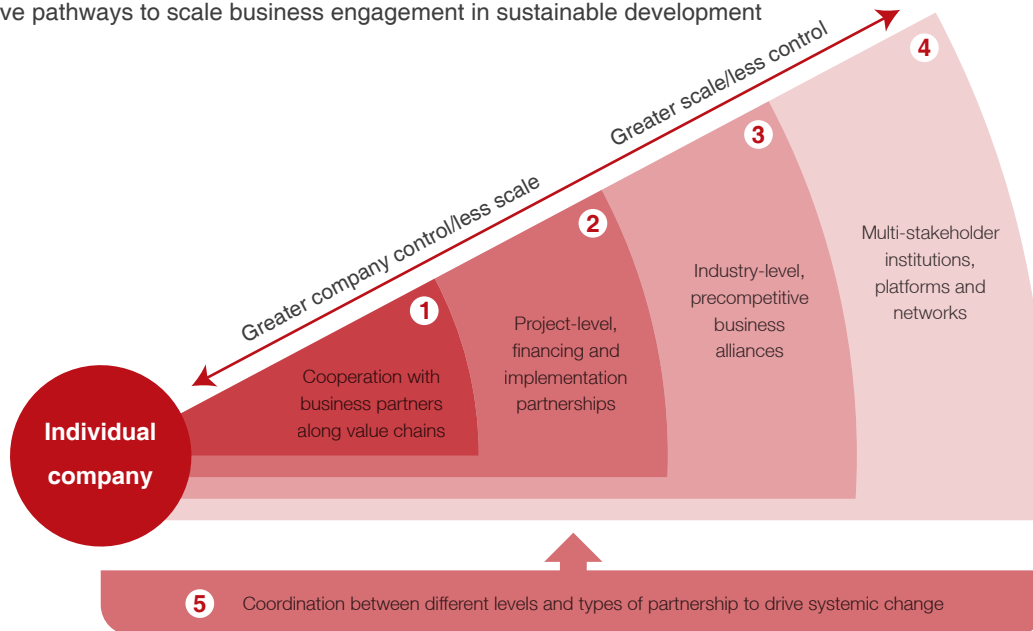 ve pathways to scale business engagement in sustainable development
Greater company control/less scale
Greater scale/less control
1
Cooperation with
business partners
along value chains
2
Project-level,
financing and
implementation
partnerships
3
Industry-level,
precompetitive
business
alliances
4
Multi-stakeholder
institutions,
platforms and
networks
Individual
company
5 Coordination between different levels and types of partnership to drive systemic change